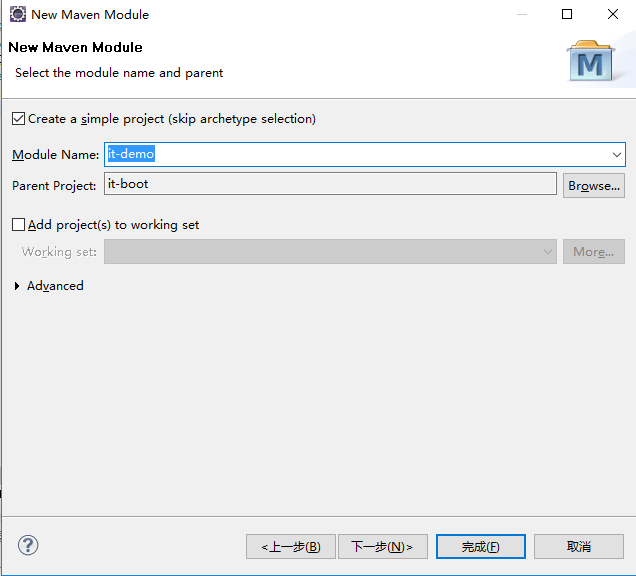 New Maven Module
New Maven Module
Select the module name and parent
M
Create a simple project (skip archetype selection)
Module Name: it-demo
Parent Project: it-boot Browse...
Add project(s) to working set
Working set: More...
Advanced
?
<上一步(B) 下一步(N)> 完成(F) 取消